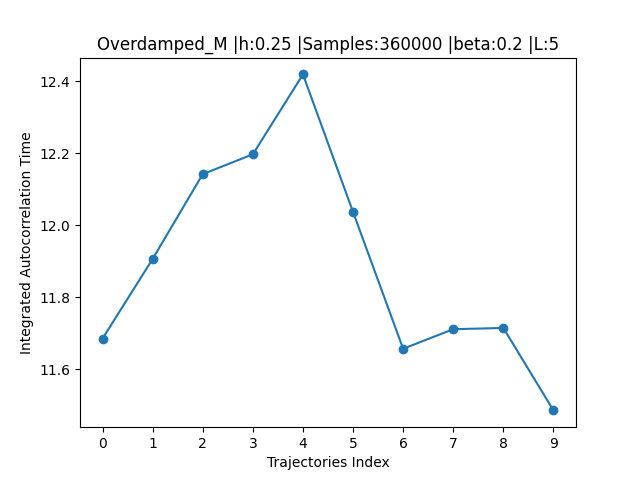 Overdamped_M |h:0.25 |Samples:360000 |beta:0.2 |L:5
Integrated Autocorrelation Time
12.4
12.2
12.0
11.8
11.6
0 1 2 3 4 5 6 7 8 9
Trajectories Index